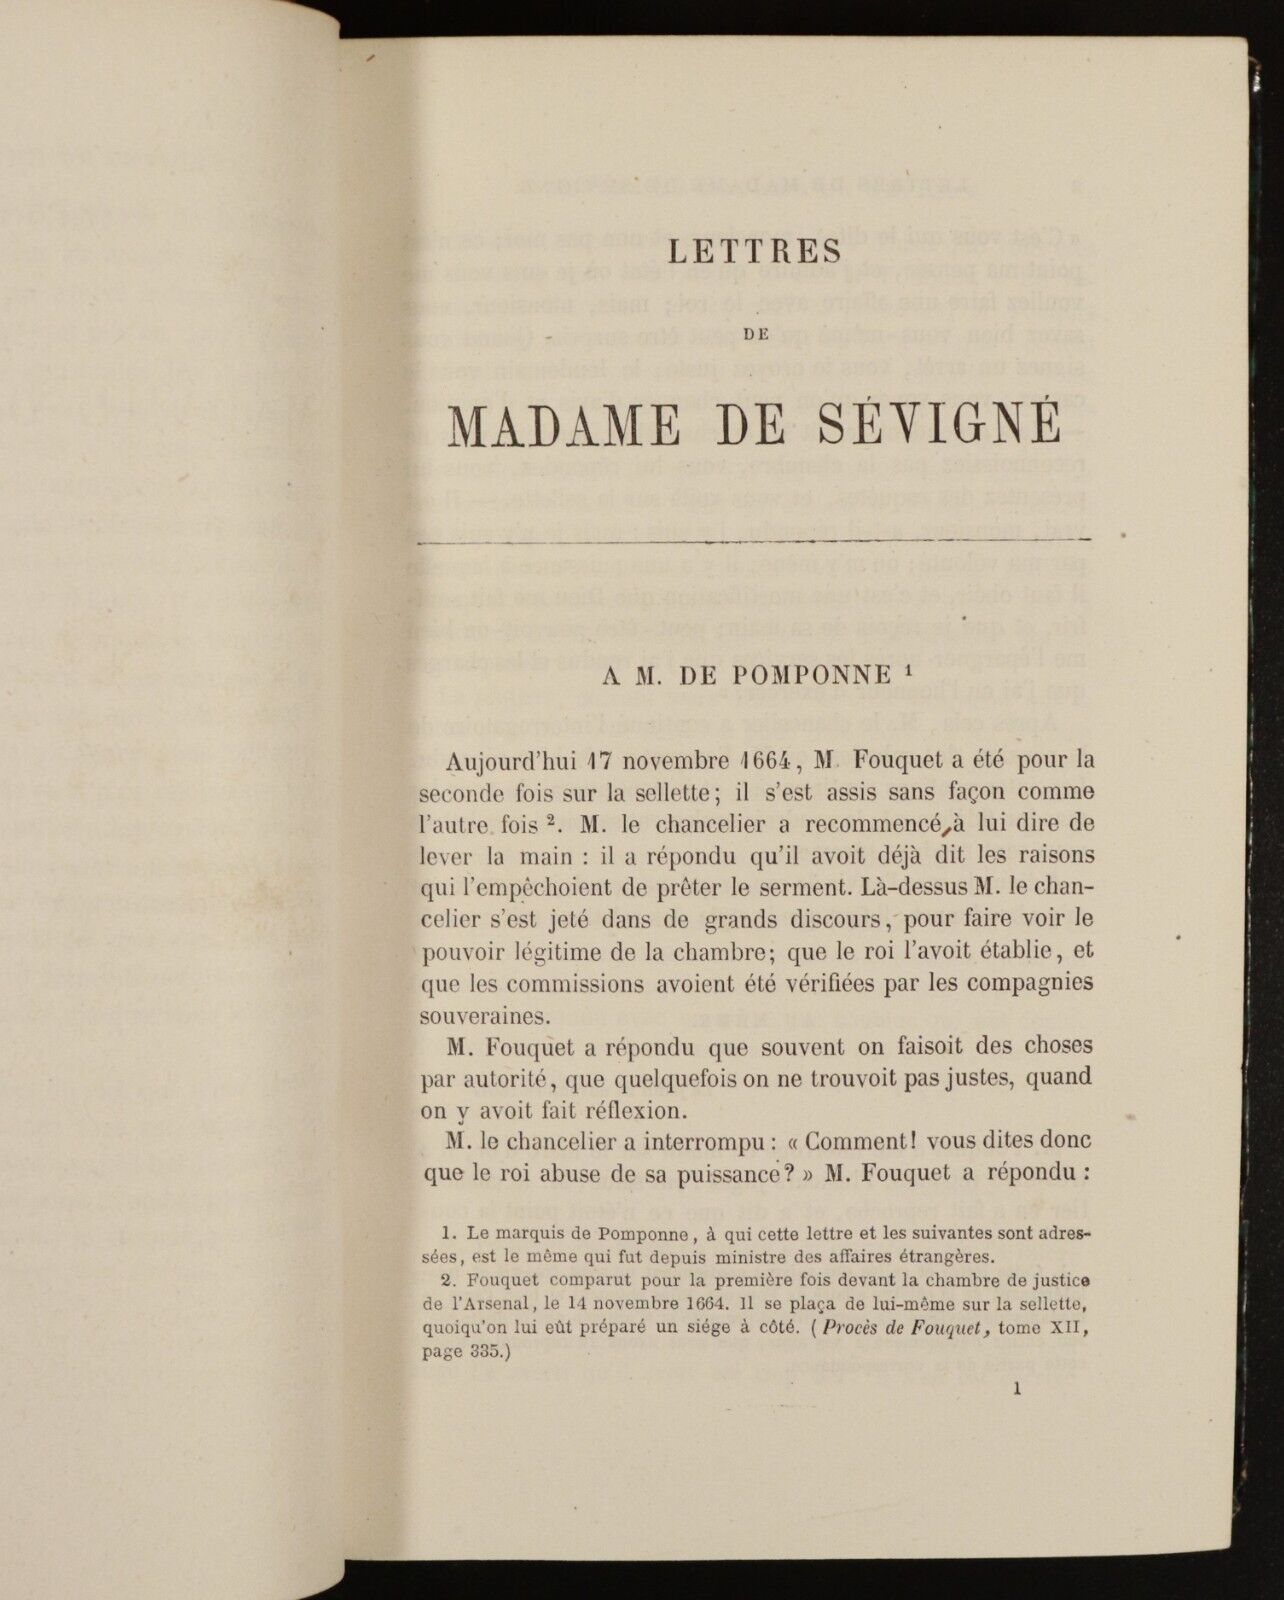 LETTRES
DE
MADAME DE SÉVIGNÉ
A M. DE POMPONNE ¹
Aujourd'hui 17 novembre 1664, M. Fouquet a été pour la
seconde fois sur la sellette; il s'est assis sans façon comme
l'autre fois ². M. le chancelier a recommencé à lui dire de
lever la main : il a répondu qu'il avoit déjà dit les raisons
qui l'empêchoient de prêter le serment. Là-dessus M. le chan-
celier s'est jeté dans de grands discours, pour faire voir le
pouvoir légitime de la chambre; que le roi l'avoit établie, et
que les commissions avoient été vérifiées par les compagnies
souveraines.
M. Fouquet a répondu que souvent on faisoit des choses
par autorité, que quelquefois on ne trouvoit pas justes, quand
on y avoit fait réflexion.
M. le chancelier a interrompu : « Comment! vous dites donc
que le roi abuse de sa puissance? » M. Fouquet a répondu :
1. Le marquis de Pomponne, à qui cette lettre et les suivantes sont adres-
sées, est le même qui fut depuis ministre des affaires étrangères.
2. Fouquet comparut pour la première fois devant la chambre de justice
de l'Arsenal, le 14 novembre 1664. Il se plaça de lui-même sur la sellette,
quoiqu'on lui eût préparé un siége à côté. (Procès de Fouquet, tome XII,
page 335.)
1